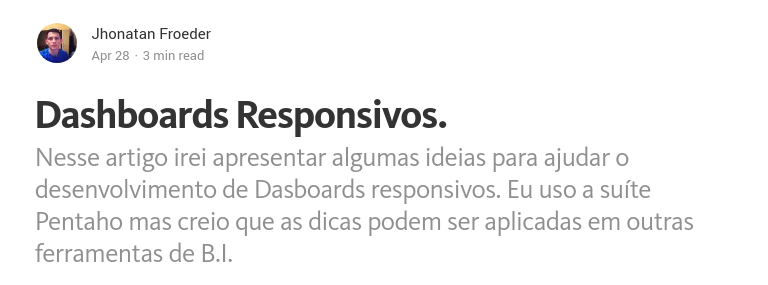 Jhonatan Froeder
Apr 28 · 3 min read
Dashboards Responsivos.
Nesse artigo irei apresentar algumas ideias para ajudar o
desenvolvimento de Dasboards responsivos. Eu uso a suíte
Pentaho mas creio que as dicas podem ser aplicadas em outras
ferramentas de B.I.